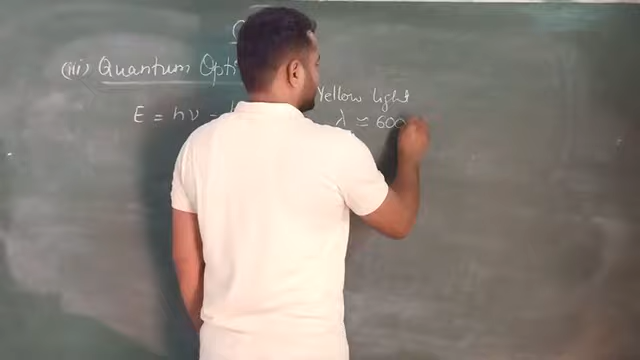 (iii) Quantum Opti
E = hν -
Yellow light
λ ≃ 600